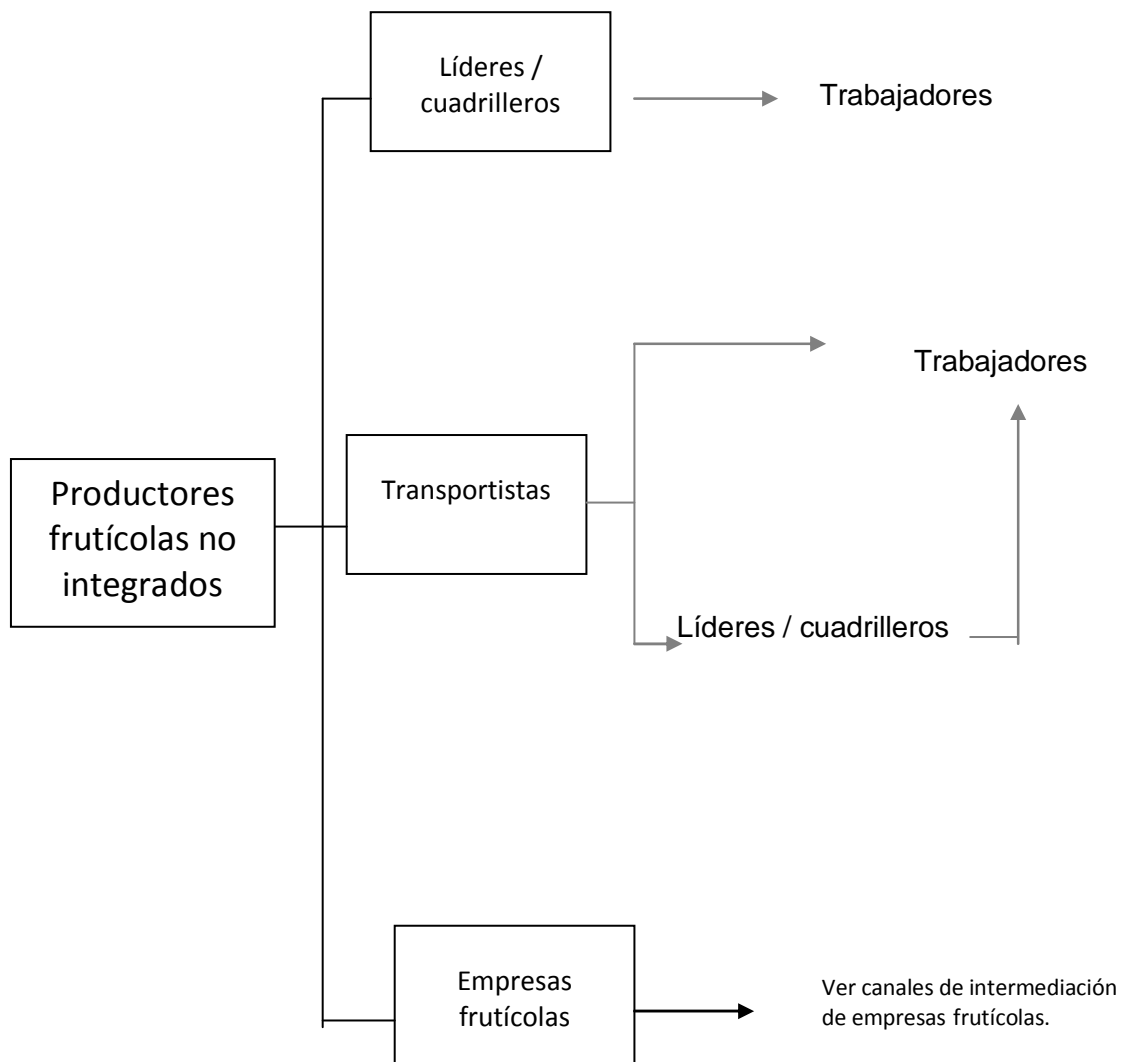 Líderes /
cuadrilleros
Trabajadores
Trabajadores
Transportistas
Productores
frutícolas no
integrados
Líderes / cuadrilleros
Empresas
frutícolas
Ver canales de intermediación
de empresas frutícolas.